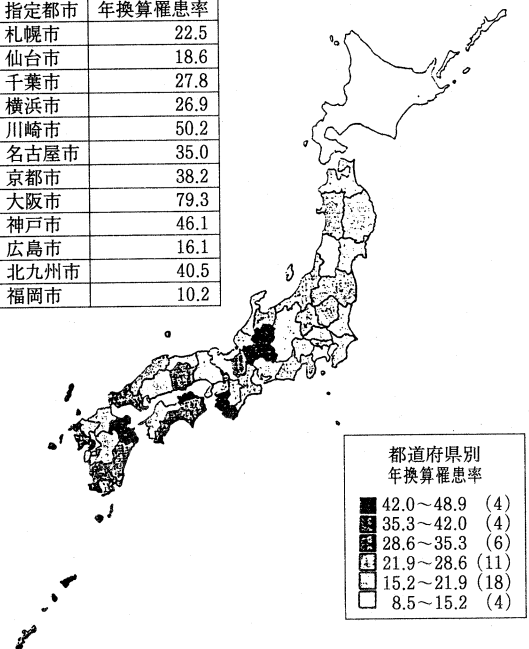 指定都市 年換算罹患率
札幌市 22.5
仙台市 18.6
千葉市 27.8
横浜市 26.9
川崎市 50.2
名古屋市 35.0
京都市 38.2
大阪市 79.3
神戸市 46.1
広島市 16.1
北九州市 40.5
福岡市 10.2
都道府県別
年換算罹患率
42.0～48.9 (4)
35.3～42.0 (4)
28.6～35.3 (6)
21.9～28.6 (11)
15.2～21.9 (18)
8.5～15.2 (4)